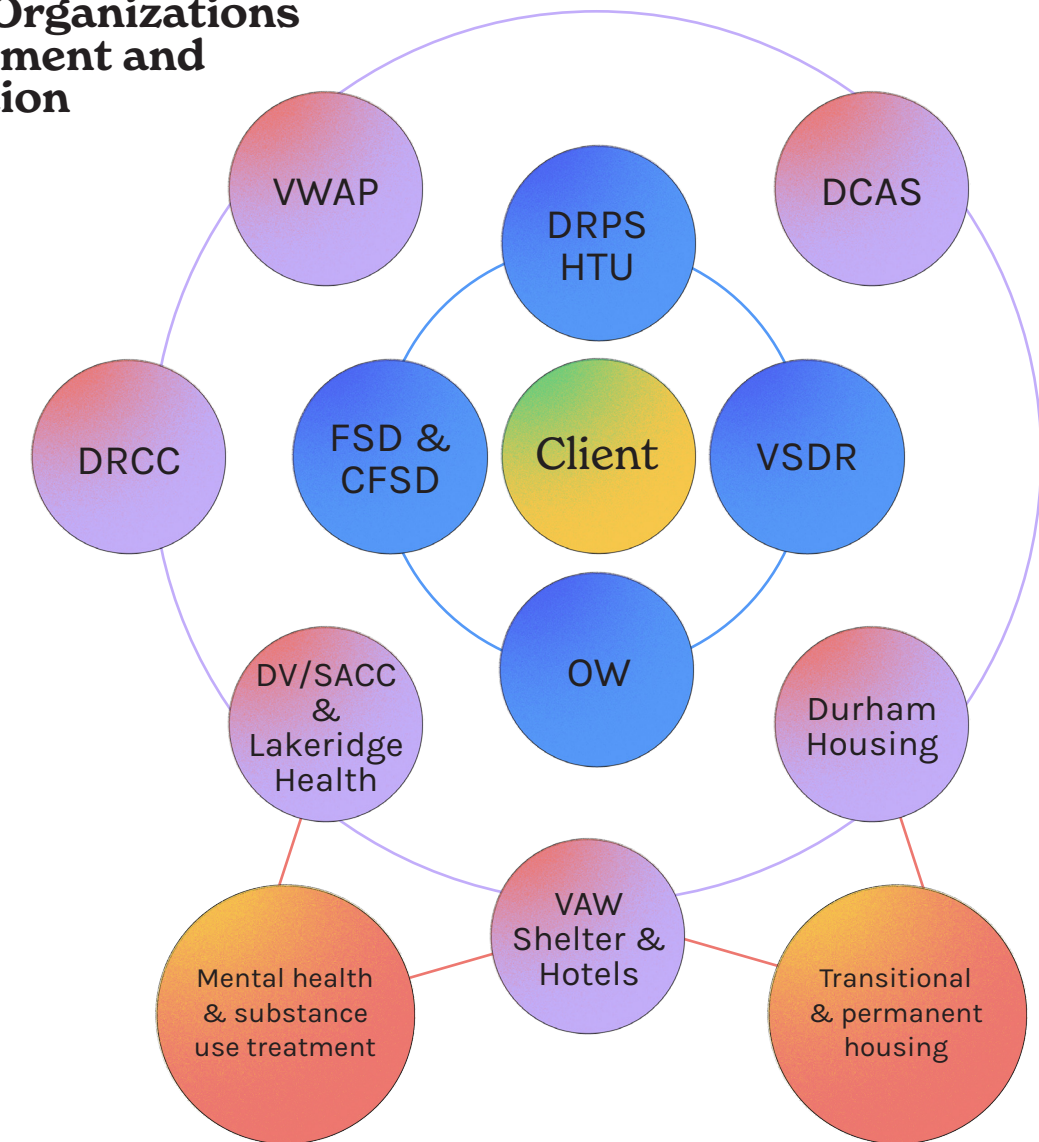 Organizations
ment and
ion
VWAP
DCAS
DRPS
HTU
DRCC
FSD &
CFSD
Client
VSDR
DV/SACC
&
Lakeridge
Health
OW
Durham
Housing
VAW
Shelter &
Hotels
Mental health
& substance
use treatment
Transitional
& permanent
housing